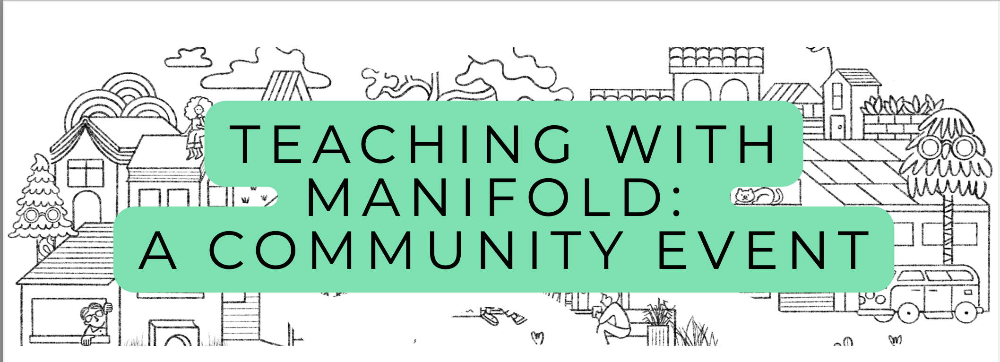 TEACHING WITH
MANIFOLD:
A COMMUNITY EVENT